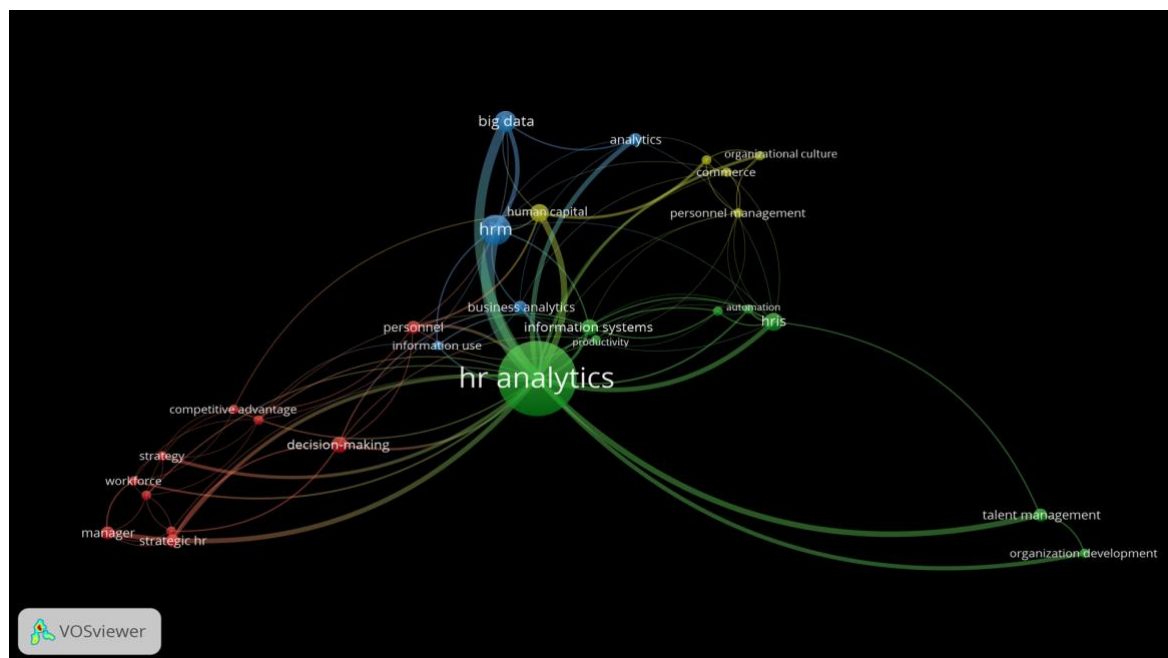 big data
analytics
organizational culture
commerce
human capital
personnel management
hrm
business analytics
automation
hris
personnel
information systems
productivity
information use
hr analytics
competitive advantage
decision-making
strategy
workforce
talent management
manager
strategic hr
organization development
VOSviewer